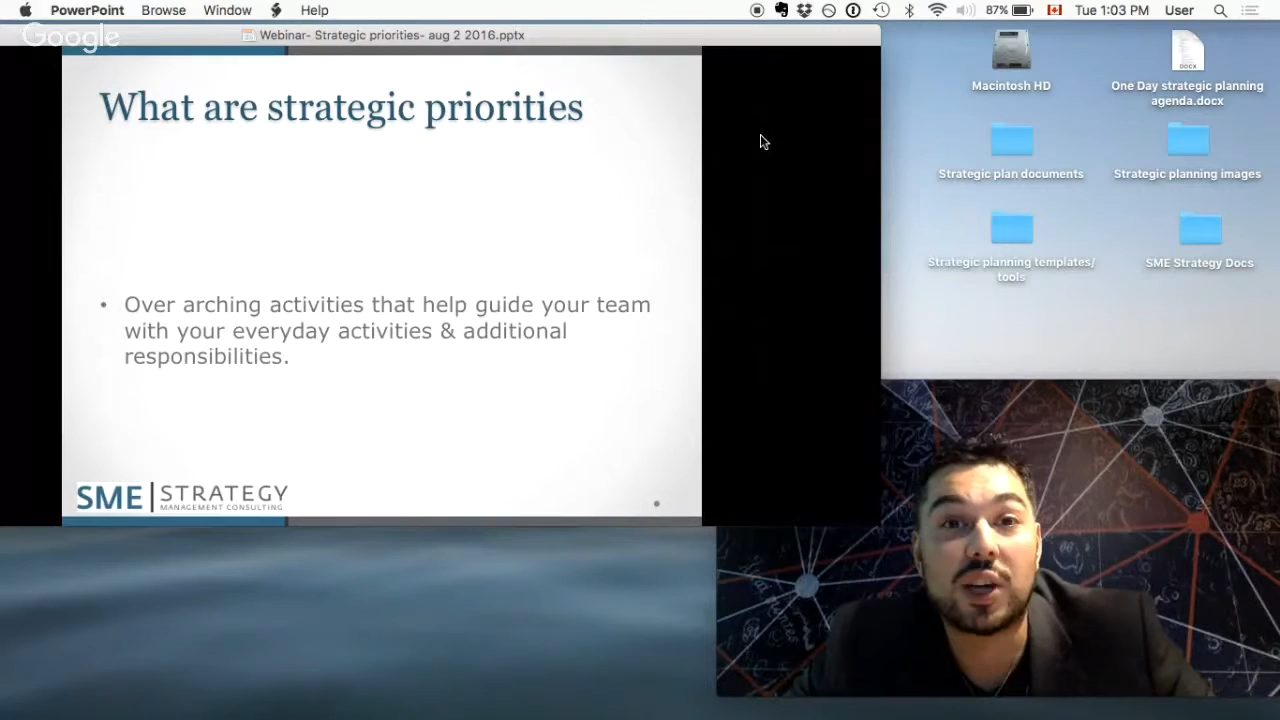 PowerPoint Browse Window Help
87% Tue 1:03 PM User
Google
Webinar- Strategic priorities- aug 2 2016.pptx
What are strategic priorities
• Over arching activities that help guide your team
with your everyday activities & additional
responsibilities.
SME | STRATEGY
MANAGEMENT CONSULTING
Macintosh HD
DOCX
One Day strategic planning
agenda.docx
Strategic plan documents
Strategic planning images
Strategic planning templates/
tools
SME Strategy Docs